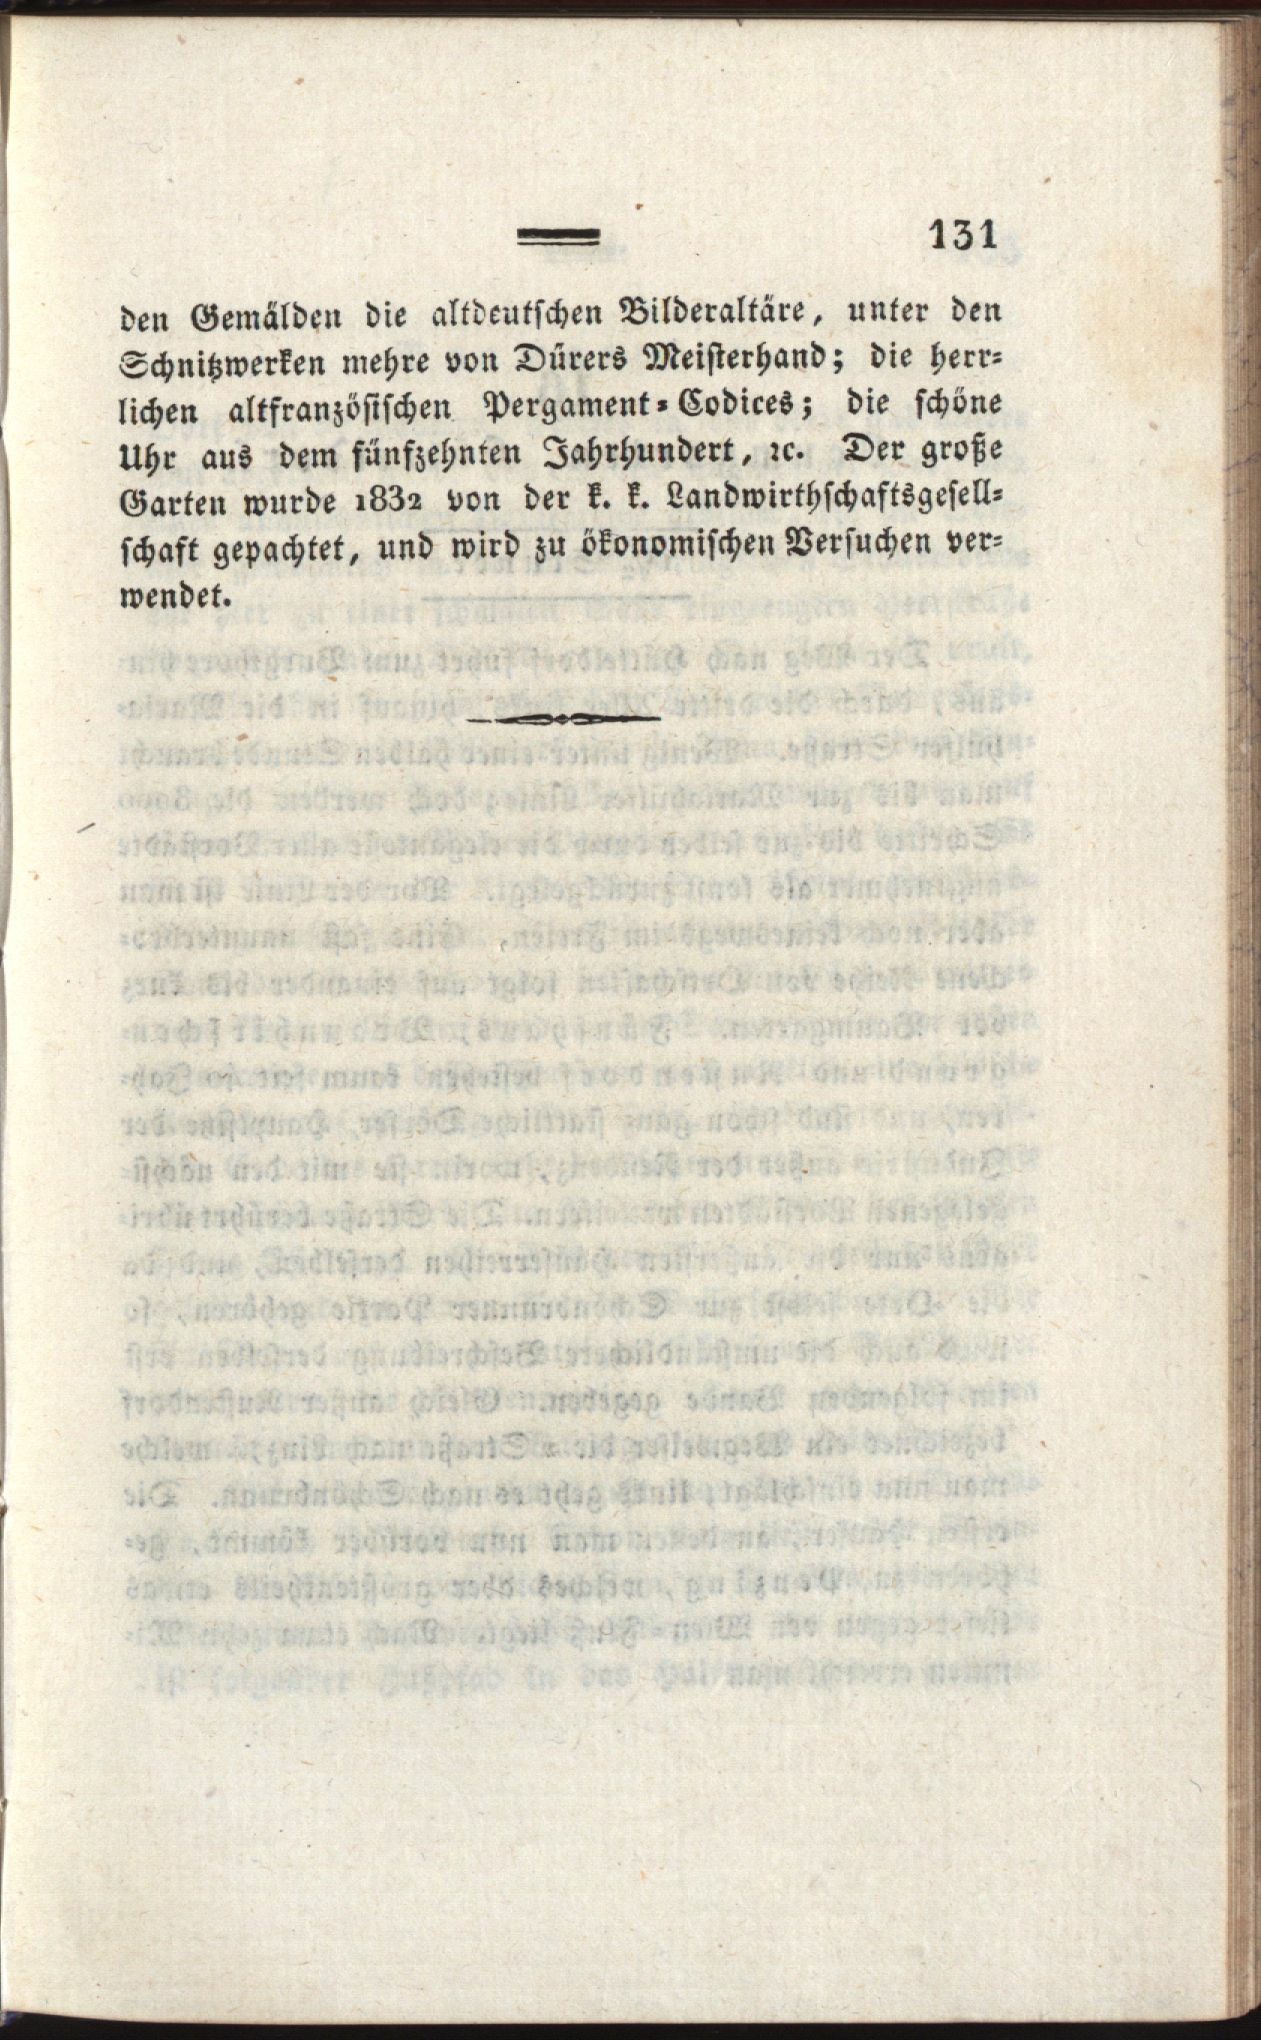 131
den Gemälden die altdeutschen Bilderaltäre, unter den
Schnitzwerken mehre von Dürers Meisterhand; die herr-
lichen altfranzösischen Pergament-Codices; die schöne
Uhr aus dem fünfzehnten Jahrhundert, ꝛc. Der große
Garten wurde 1832 von der k. k. Landwirthschaftsgesell-
schaft gepachtet, und wird zu ökonomischen Versuchen ver-
wendet.